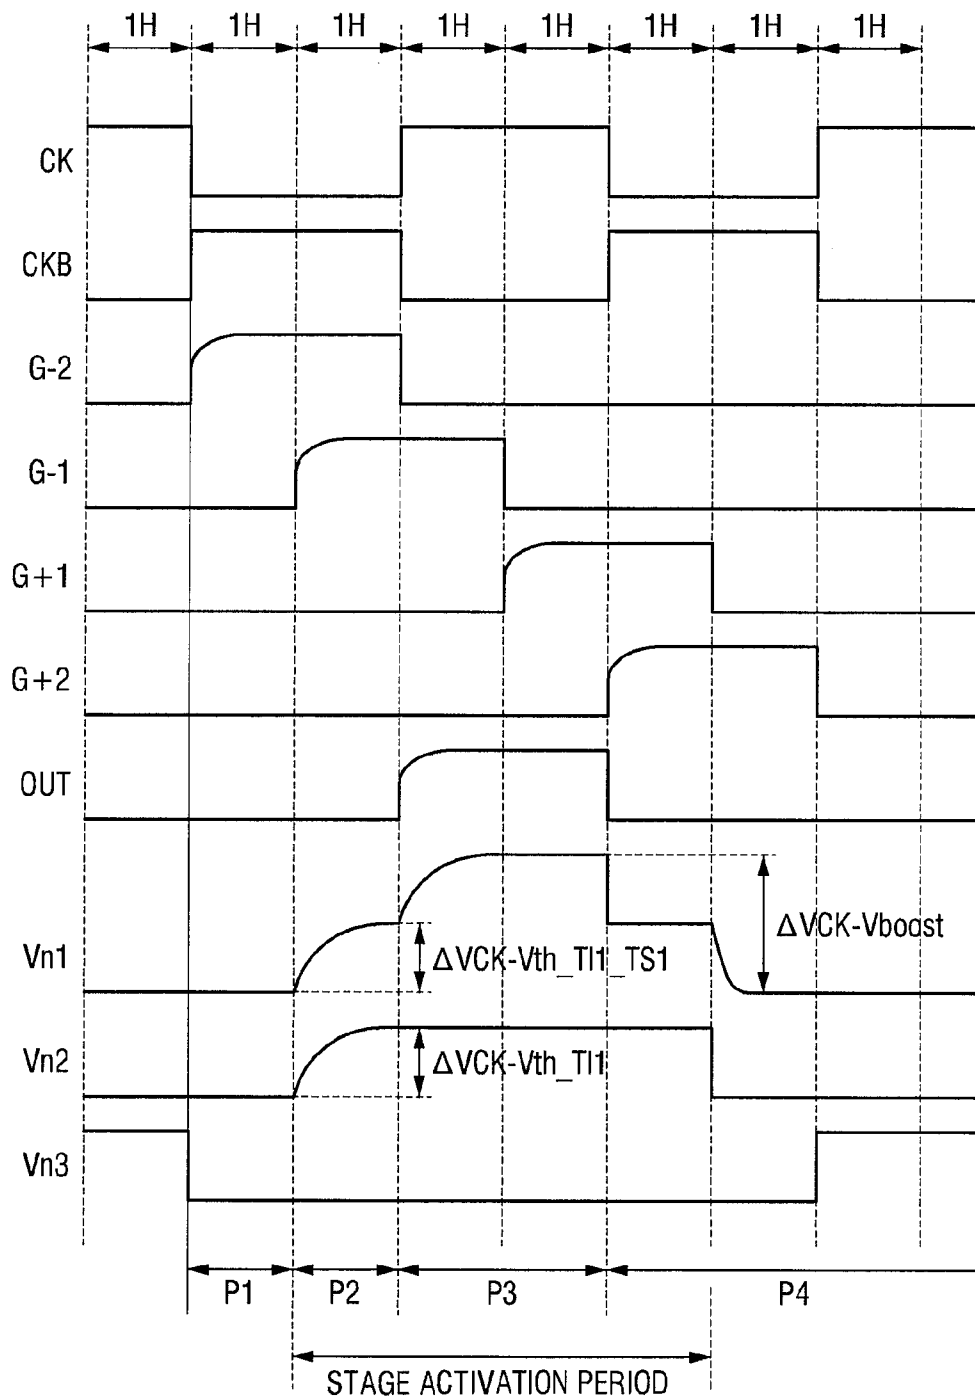 1H 1H 1H 1H 1H 1H 1H 1H
CK
CKB
G-2
G-1
G+1
G+2
OUT
Vn1
ΔVCK-Vth_TI1_TS1
ΔVCK-Vboost
Vn2
ΔVCK-Vth_TI1
Vn3
P1 P2 P3 P4
STAGE ACTIVATION PERIOD